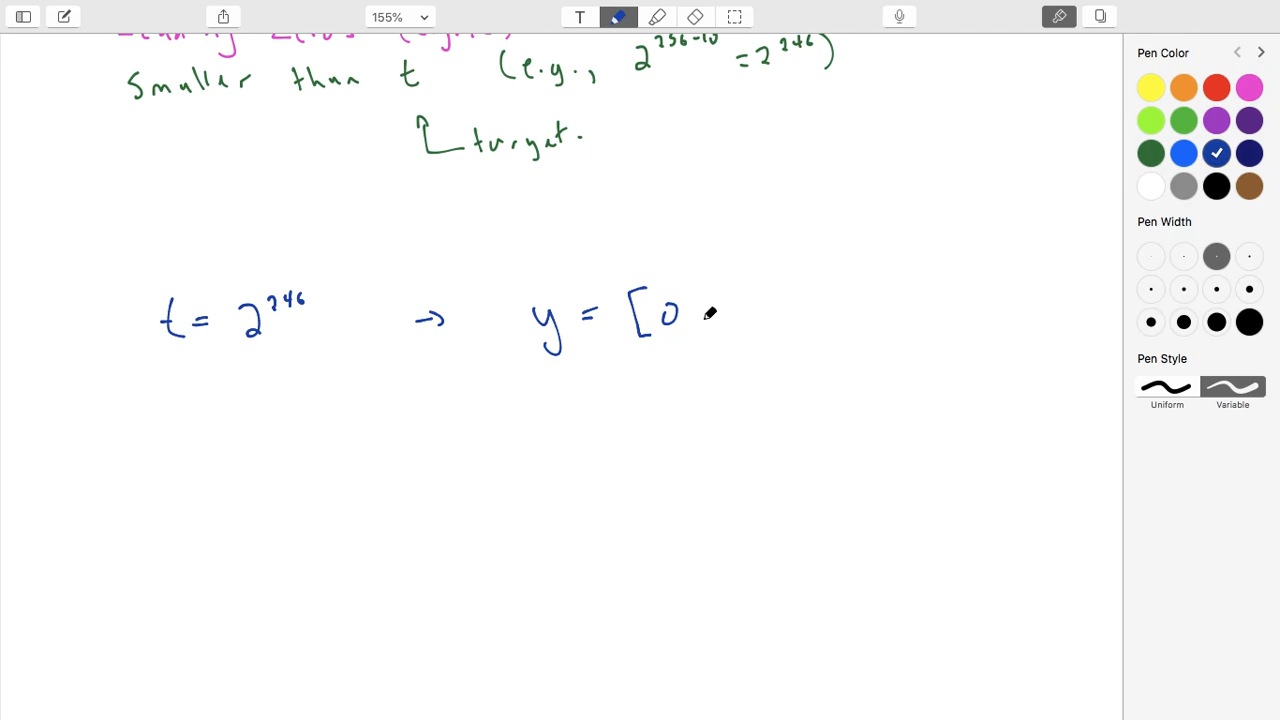 155%
T
Pen Color
smaller than t (e.g., 2^256-10 = 2^246)
target.
Pen Width
t = 2^246 → y = [0
Pen Style
Uniform Variable